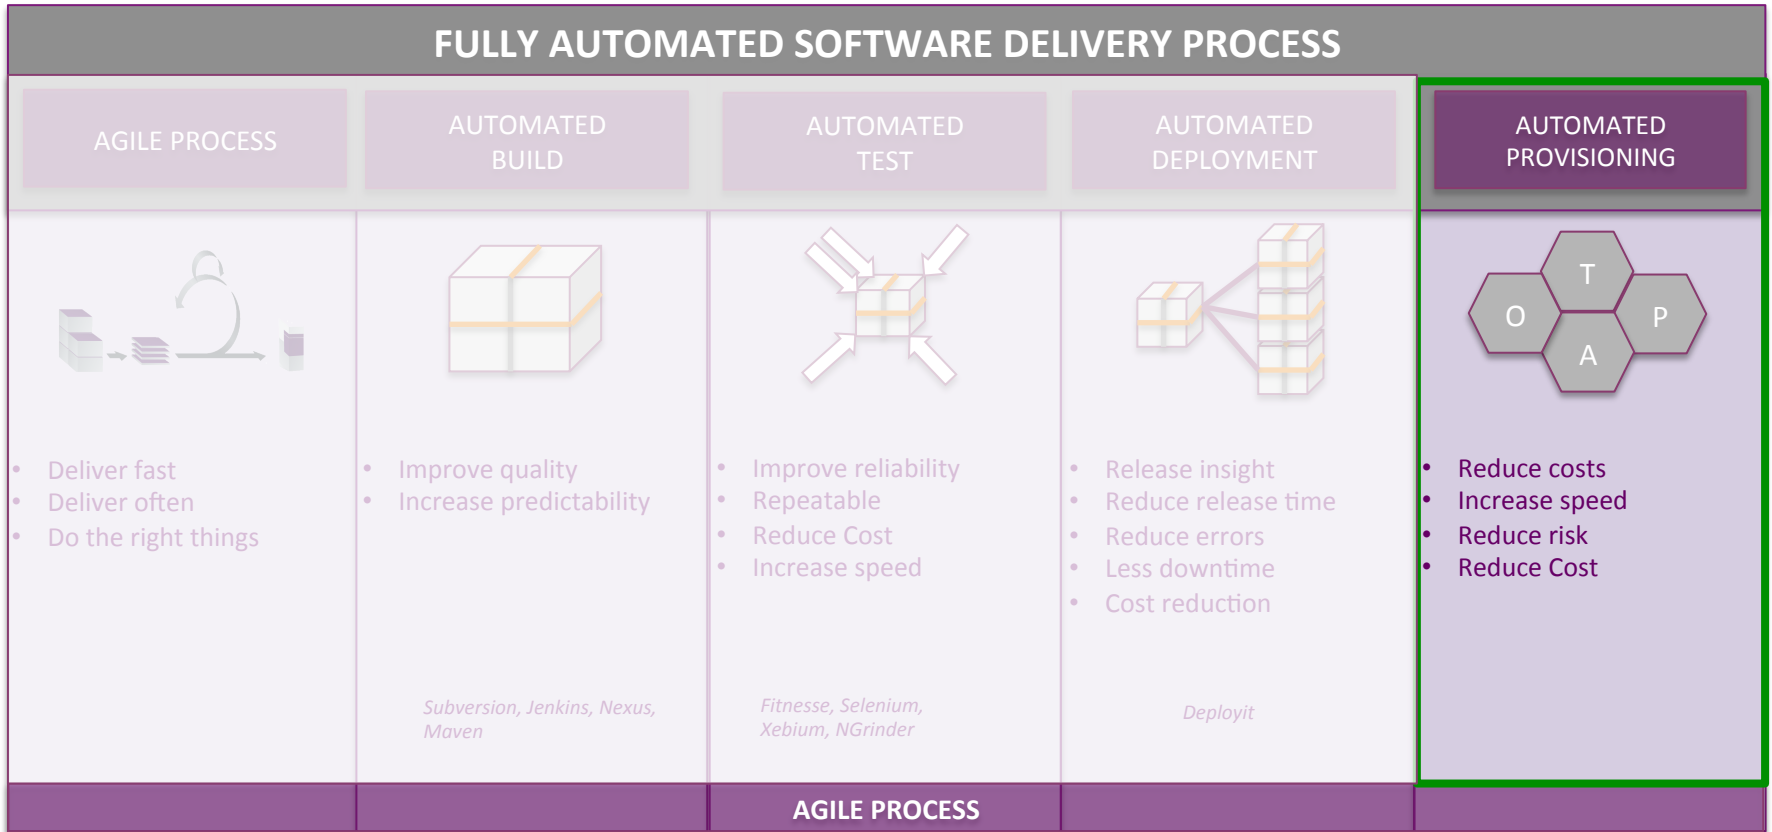 FULLY AUTOMATED SOFTWARE DELIVERY PROCESS
AGILE PROCESS
AUTOMATED
BUILD
AUTOMATED
TEST
AUTOMATED
DEPLOYMENT
AUTOMATED
PROVISIONING
T
O
P
A
• Deliver fast
• Deliver often
• Do the right things
• Improve quality
• Increase predictability
• Improve reliability
• Repeatable
• Reduce Cost
• Increase speed
• Release insight
• Reduce release time
• Reduce errors
• Less downtime
• Cost reduction
• Reduce costs
• Increase speed
• Reduce risk
• Reduce Cost
Subversion, Jenkins, Nexus,
Maven
Fitnesse, Selenium,
Xebium, NGrinder
Deployit
AGILE PROCESS